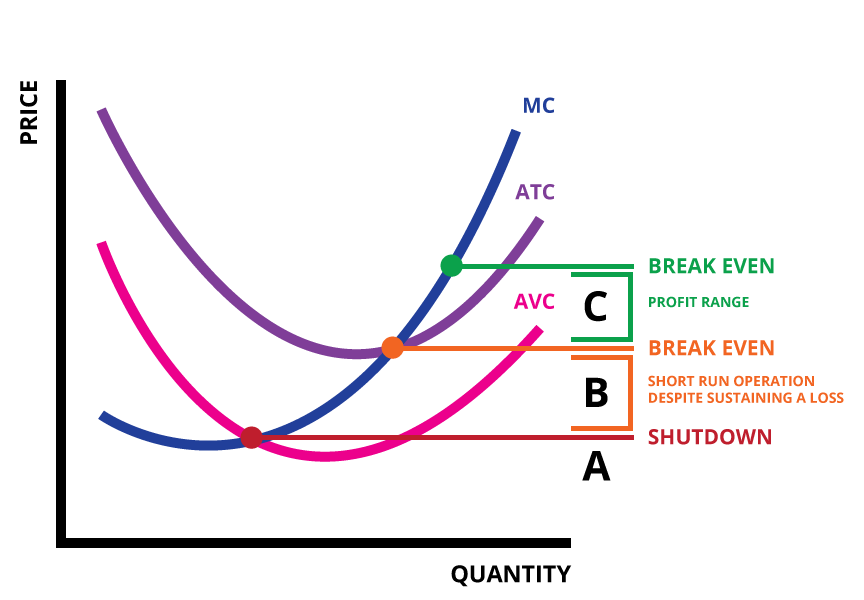 PRICE
MC
ATC
AVC
BREAK EVEN
C
PROFIT RANGE
BREAK EVEN
B
SHORT RUN OPERATION
DESPITE SUSTAINING A LOSS
SHUTDOWN
A
QUANTITY